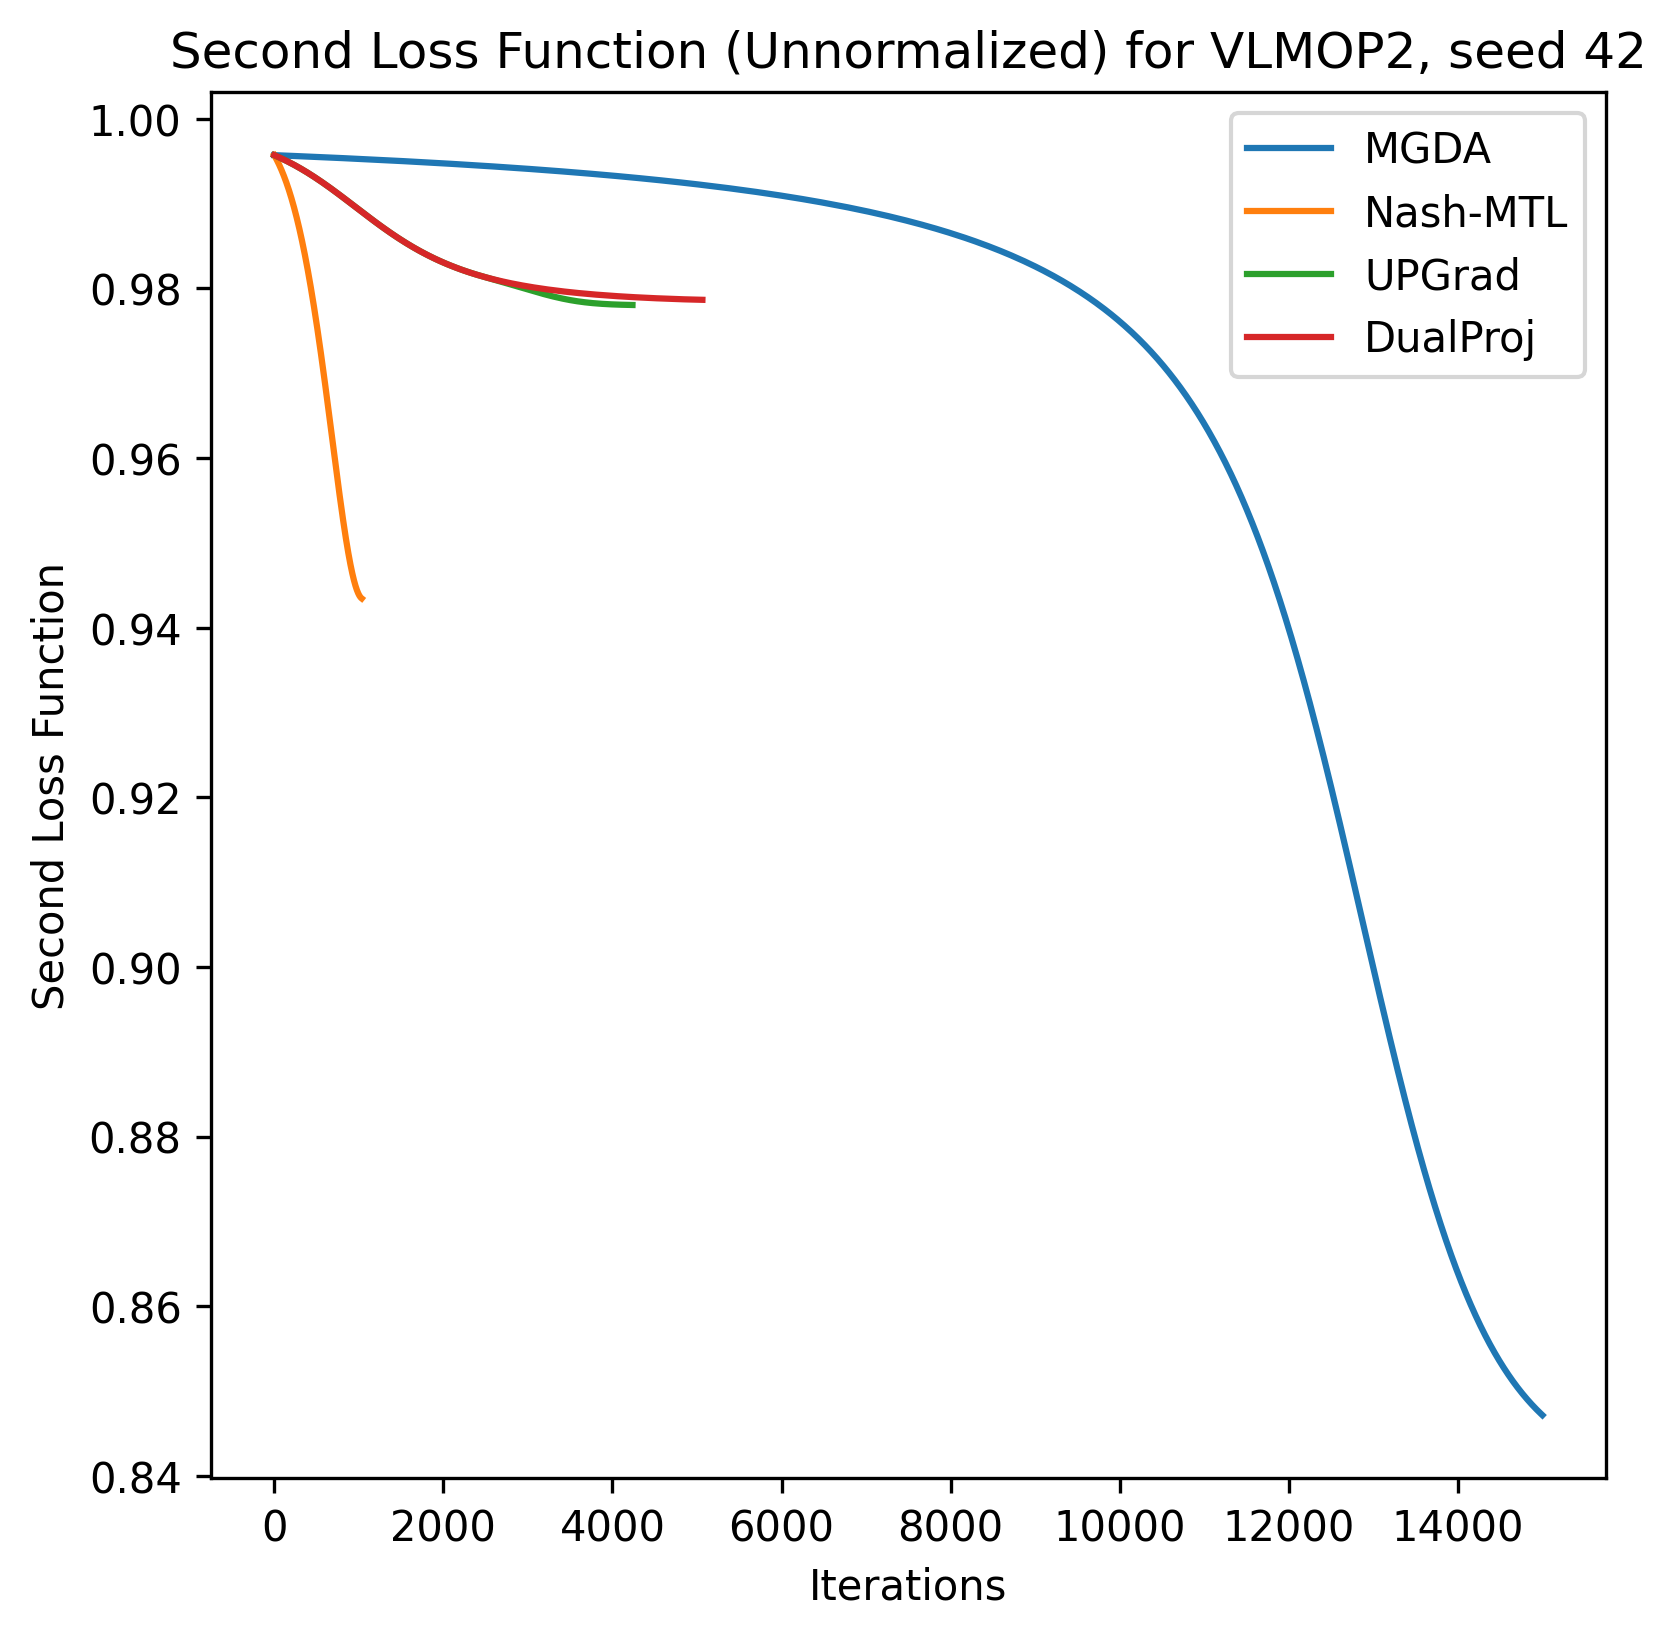 Second Loss Function (Unnormalized) for VLMOP2, seed 42
1.00
0.98
0.96
0.94
0.92
0.90
0.88
0.86
0.84
Second Loss Function
MGDA
Nash-MTL
UPGrad
DualProj
0 2000 4000 6000 8000 10000 12000 14000
Iterations